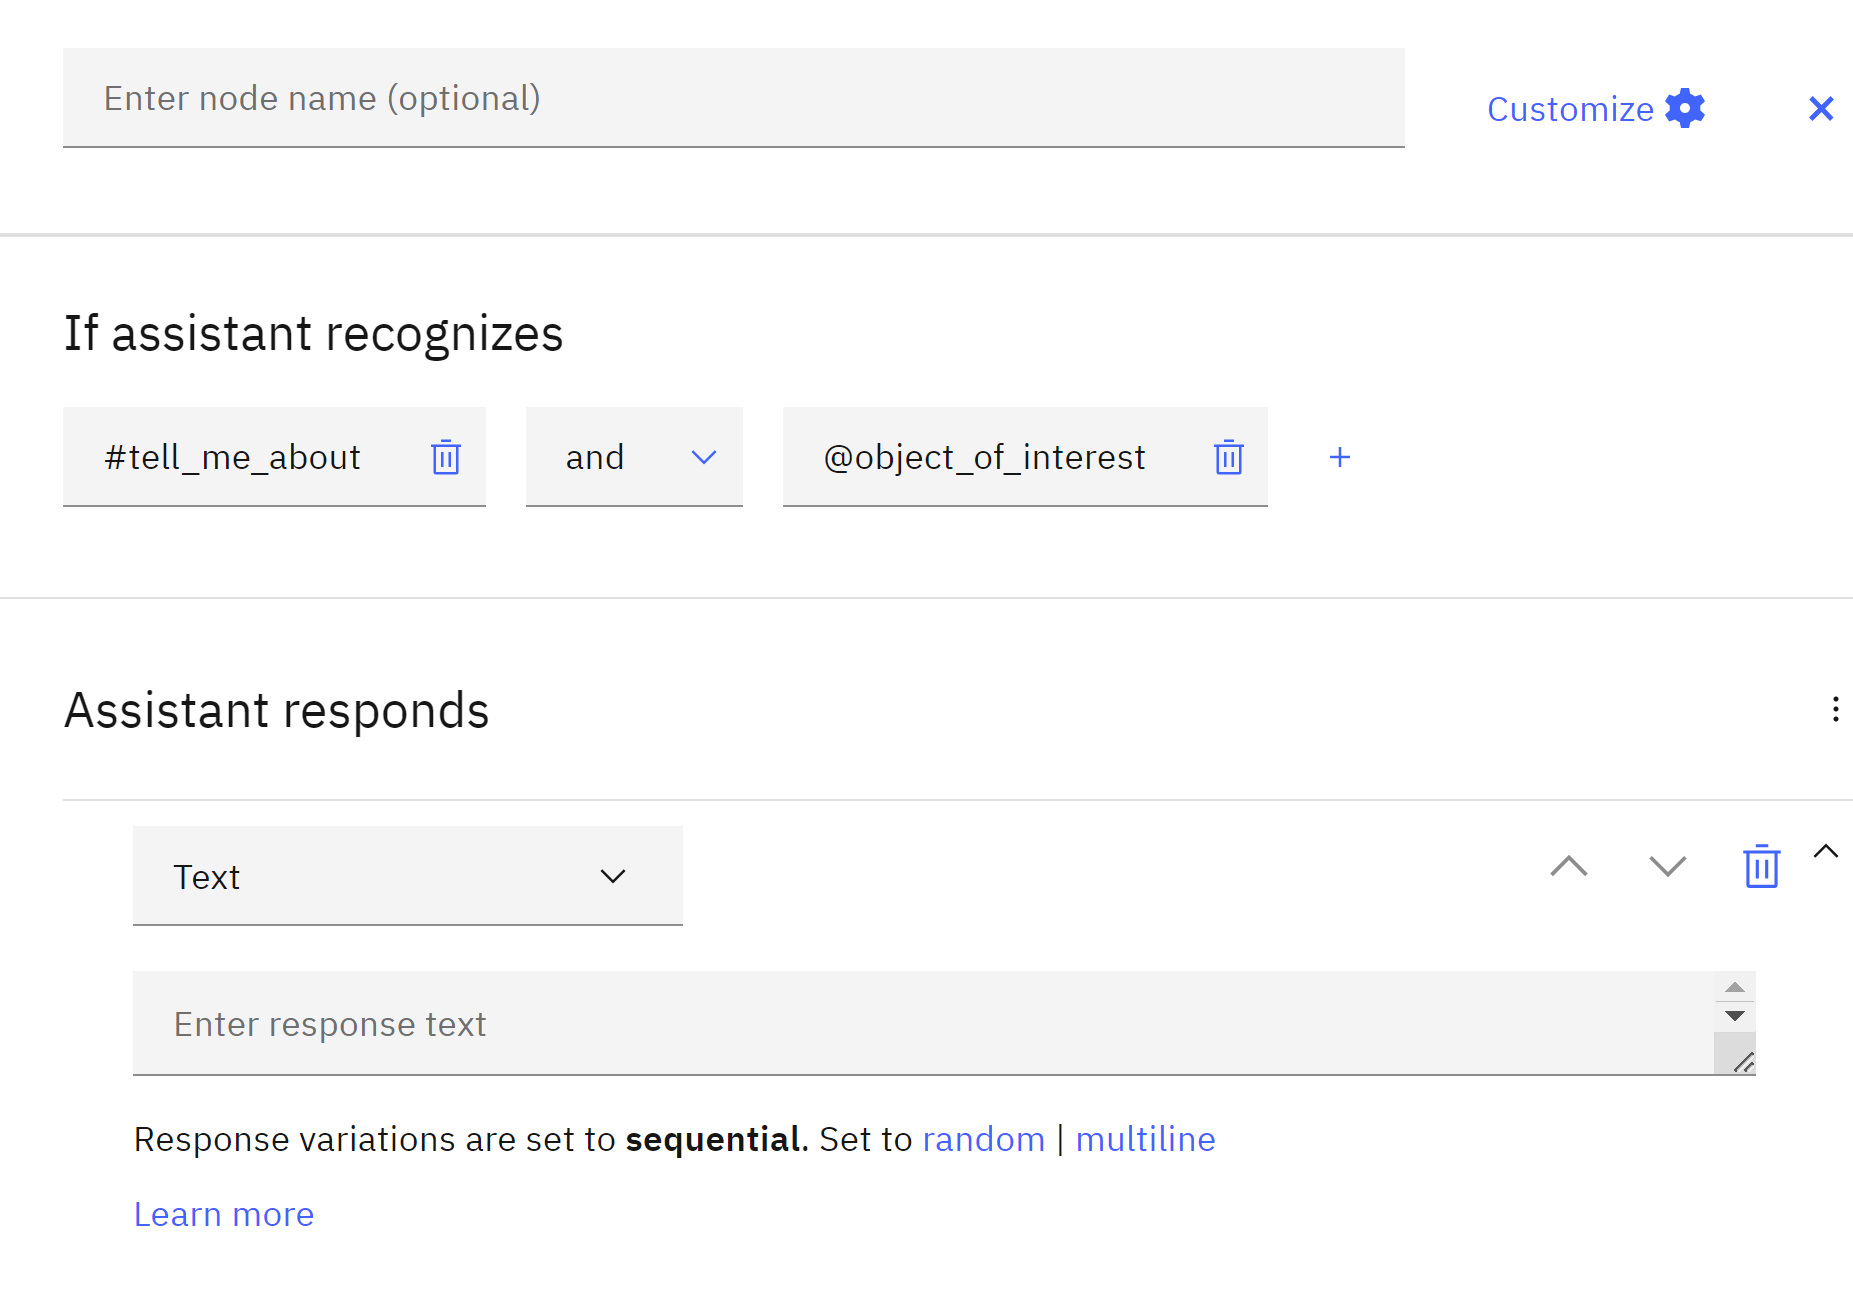 Enter node name (optional)
Customize
If assistant recognizes
#tell_me_about and @object_of_interest +
Assistant responds
Text
Enter response text
Response variations are set to sequential. Set to random | multiline
Learn more